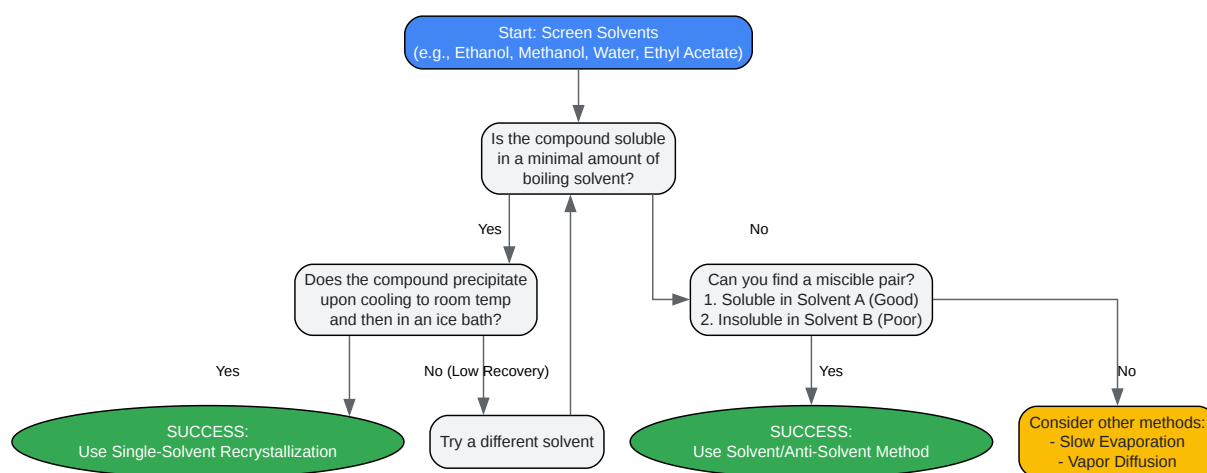 Start: Screen Solvents
(e.g., Ethanol, Methanol, Water, Ethyl Acetate)
Is the compound soluble
in a minimal amount of
boiling solvent?
Yes
No
Does the compound precipitate
upon cooling to room temp
and then in an ice bath?
Can you find a miscible pair?
1. Soluble in Solvent A (Good)
2. Insoluble in Solvent B (Poor)
Yes
No (Low Recovery)
Yes
No
SUCCESS:
Use Single-Solvent Recrystallization
Try a different solvent
SUCCESS:
Use Solvent/Anti-Solvent Method
Consider other methods:
- Slow Evaporation
- Vapor Diffusion